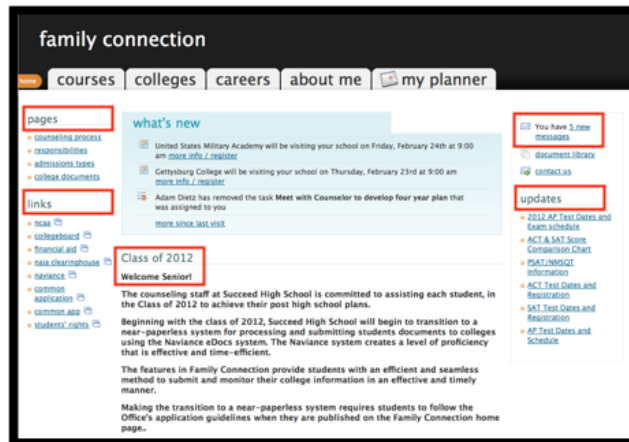 family connection
home
courses
colleges
careers
about me
my planner
pages
counseling process
responsibilities
admissions types
college documents
links
ncaa
collegeboard
financial aid
naia clearinghouse
naviance
common
application
common app
students' rights
what's new
United States Military Academy will be visiting your school on Friday, February 24th at 9:00
am more info / register
Gettysburg College will be visiting your school on Thursday, February 23rd at 9:00 am
more info / register
Adam Dietz has removed the task Meet with Counselor to develop four year plan that
was assigned to you
more since last visit
Class of 2012
Welcome Senior!
The counseling staff at Succeed High School is committed to assisting each student, in
the Class of 2012 to achieve their post high school plans.
Beginning with the class of 2012, Succeed High School will begin to transition to a
near-paperless system for processing and submitting students documents to colleges
using the Naviance eDocs system. The Naviance system creates a level of proficiency
that is effective and time-efficient.
The features in Family Connection provide students with an efficient and seamless
method to submit and monitor their college information in an effective and timely
manner.
Making the transition to a near-paperless system requires students to follow the
Office's application guidelines when they are published on the Family Connection home
page..
You have 5 new
messages
document library
contact us
updates
2012 AP Test Dates and
Exam schedule
ACT & SAT Score
Comparison Chart
PSAT/NMSQT
Information
ACT Test Dates and
Registration
SAT Test Dates and
Registration
AP Test Dates and
Schedule